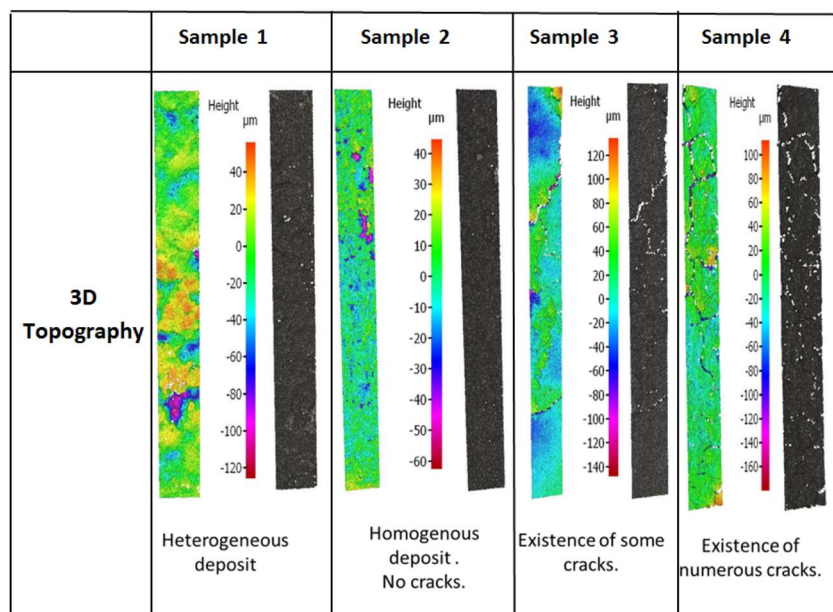 Sample 1
Sample 2
Sample 3
Sample 4
3D
Topography
Height
µm
40
20
0
-20
-40
-60
-80
-100
-120
Heterogeneous
deposit
Height
µm
40
30
20
10
0
-10
-20
-30
-40
-50
-60
Homogenous
deposit .
No cracks.
Height
µm
120
100
80
60
40
20
0
-20
-40
-60
-80
-100
-120
-140
Existence of some
cracks.
Height
µm
100
80
60
40
20
0
-20
-40
-60
-80
-100
-120
-140
-160
Existence of
numerous cracks.